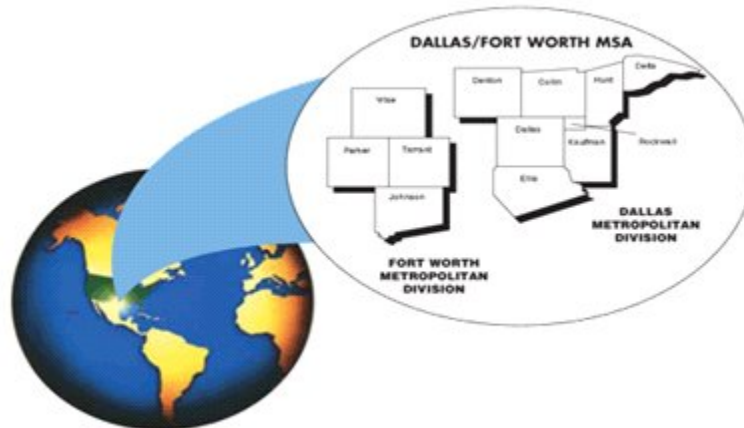 DALLAS/FORT WORTH MSA
Denton
Collin
Hunt
Delta
Wise
Dallas
Kaufman
Rockwall
Parker
Tarrant
Ellis
Johnson
DALLAS
METROPOLITAN
DIVISION
FORT WORTH
METROPOLITAN
DIVISION